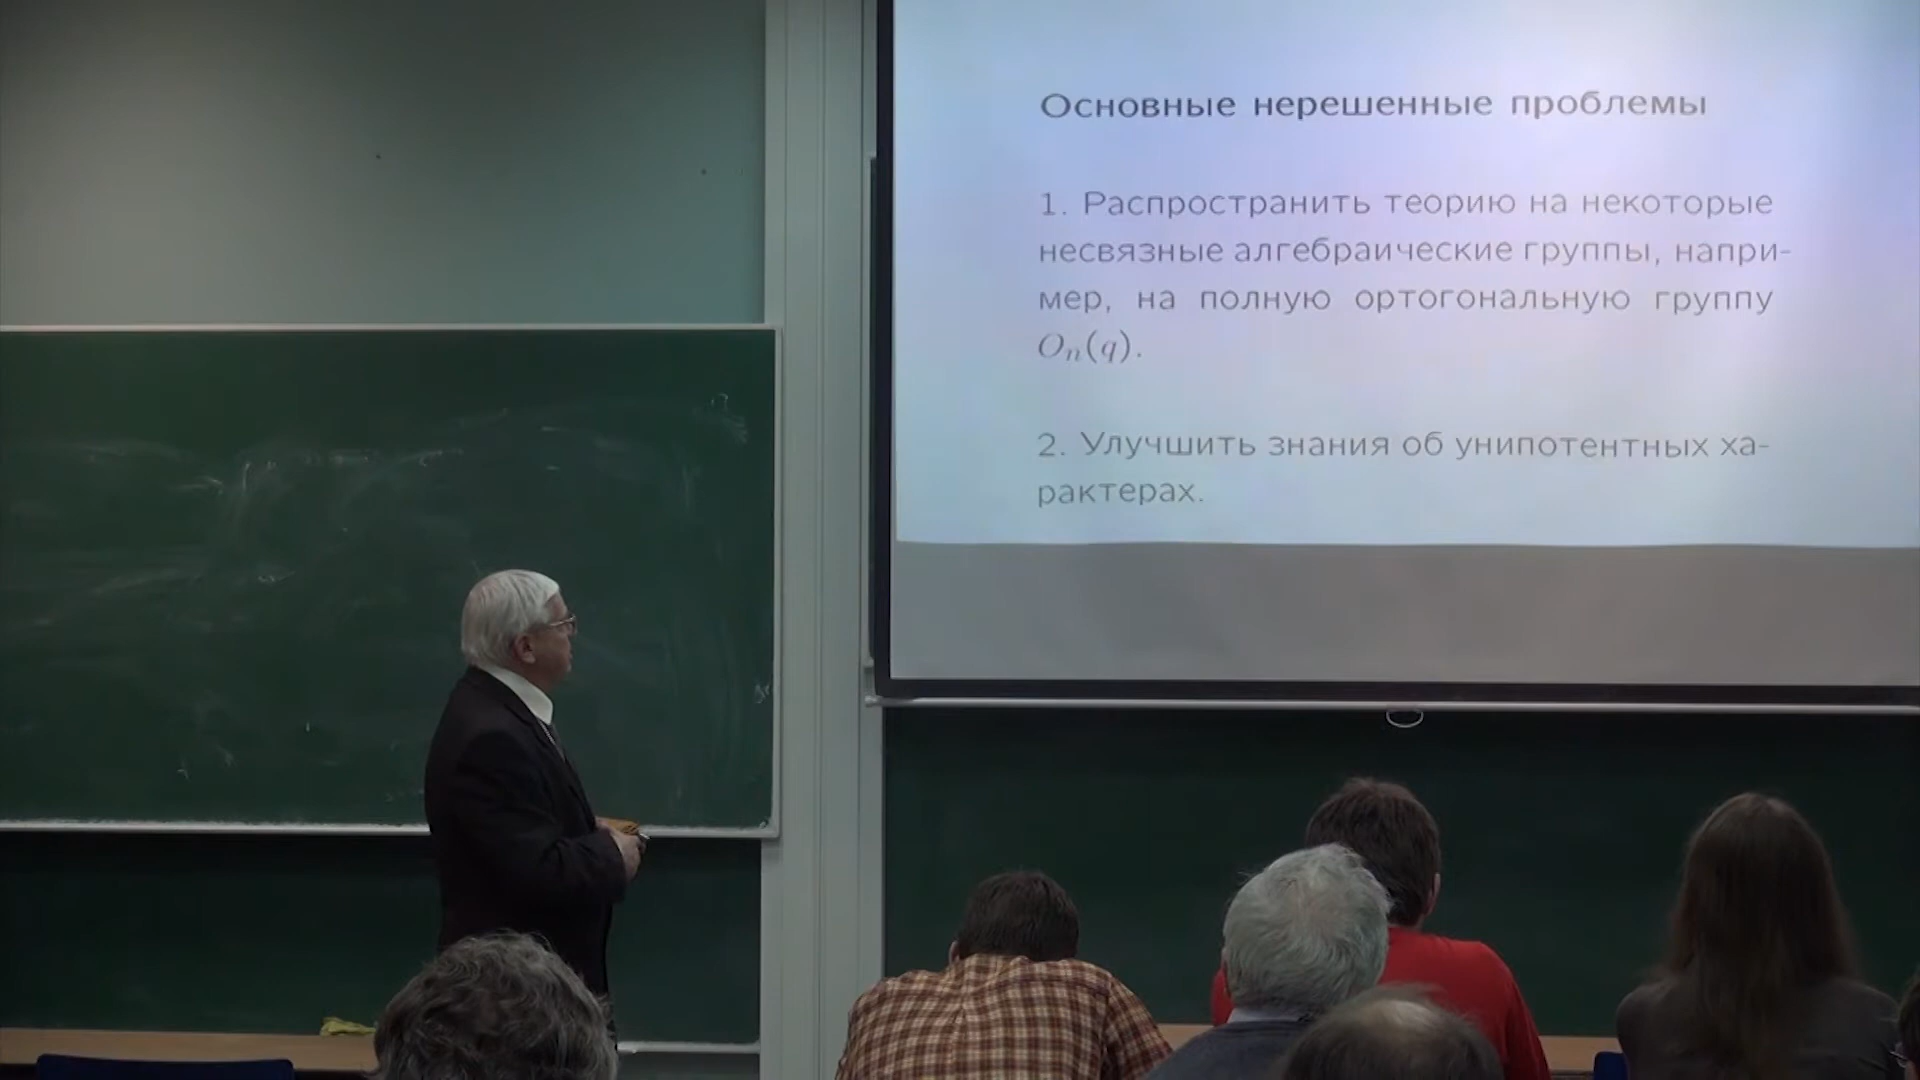 Основные нерешенные проблемы
1. Распространить теорию на некоторые
несвязные алгебраические группы, напри-
мер, на полную ортогональную группу
Oₙ(q).
2. Улучшить знания об унипотентных ха-
рактерах.